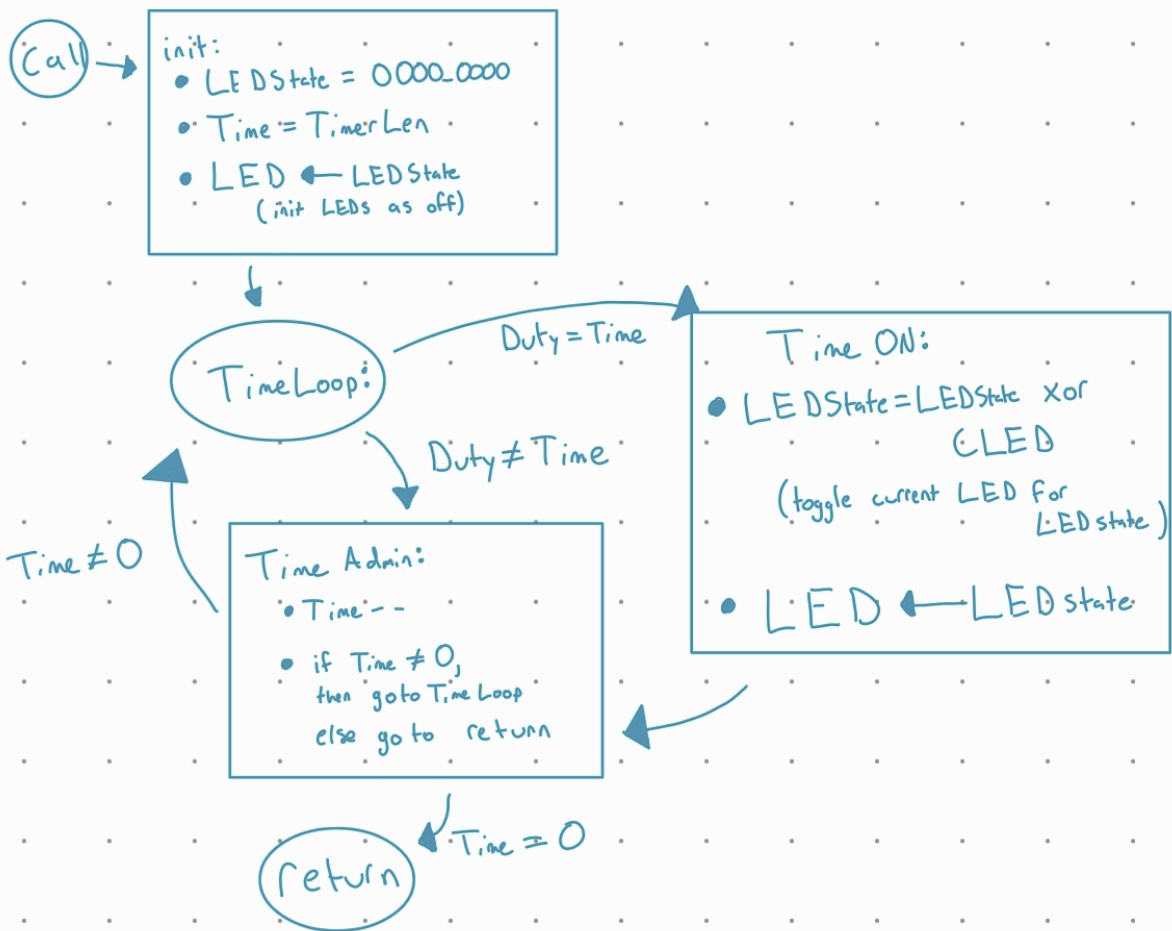 Call
init:
• LEDState = 0000_0000
• Time = TimerLen
• LED ← LEDState
(init LEDs as off)
TimeLoop:
Duty = Time
Duty ≠ Time
Time ON:
• LEDState = LEDState xor
CLED
(toggle current LED for
LEDstate)
• LED ← LEDstate
Time ≠ 0
Time Admin:
• Time --
• if Time ≠ 0,
then goto TimeLoop
else go to return
Time = 0
return